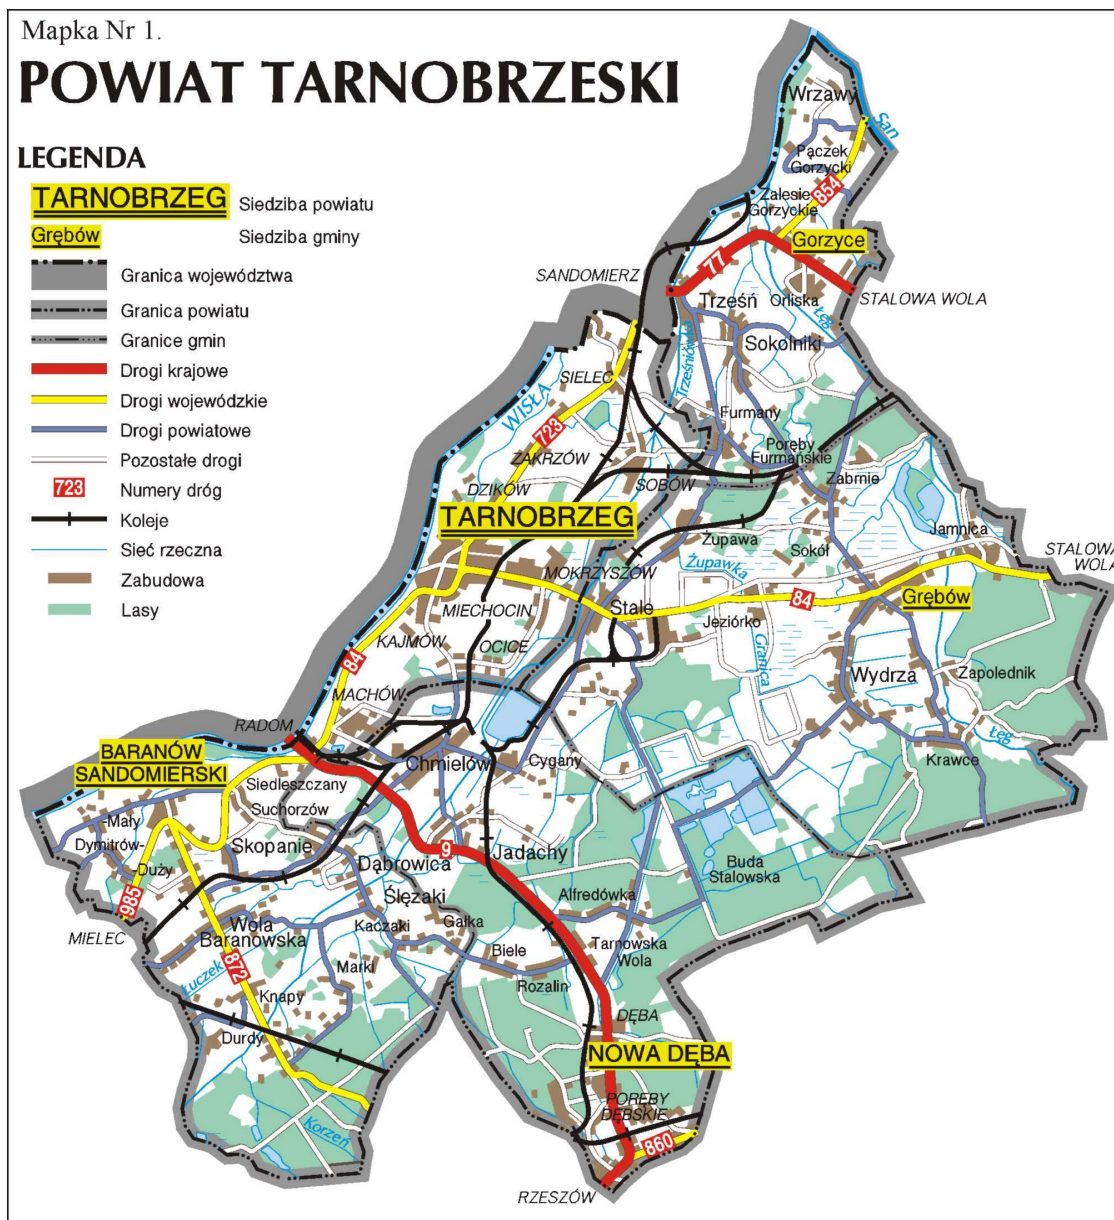 Mapka Nr 1.
POWIAT TARNOBRZESKI
LEGENDA
TARNOBRZEG
Siedziba powiatu
Grębów
Siedziba gminy
Granica województwa
Granica powiatu
Granice gmin
Drogi krajowe
Drogi wojewódzkie
Drogi powiatowe
Pozostałe drogi
723
Numery dróg
Koleje
Sieć rzeczna
Zabudowa
Lasy
Wrzawy
San
Pączek
Gorzycki
854
Zalesie
Gorzyckie
Gorzyce
77
SANDOMIERZ
STALOWA WOLA
Trześń
Orliska
Łęg
Trześniówka
Sokolniki
SIELEC
WISŁA
723
Furmany
ZAKRZÓW
Poręby
Furmańskie
DZIKÓW
SOBÓW
Zabrnie
TARNOBRZEG
Jamnica
Żupawa
Sokół
STALOWA
WOLA
MOKRZYSZÓW
Żupawka
MIECHOCIN
Stale
84
Grębów
Jeziórko
KAJMÓW
OCICE
Granica
84
Wydrza
Zapolednik
MACHÓW
RADOM
Łęg
BARANÓW
SANDOMIERSKI
Chmielów
Cygany
Krawce
Siedleszczany
Suchorzów
-Mały
Dymitrów-
-Duży
Skopanie
9
Dąbrowica
Jadachy
Buda
Stalowska
985
Ślęzaki
Alfredówka
MIELEC
Wola
Baranowska
Kaczaki
Gałka
Biele
Tarnowska
Wola
Łuczek
872
Marki
Rozalin
Knapy
DĘBA
Durdy
NOWA DĘBA
POREBY
DĘBSKIE
Korzeń
860
RZESZÓW